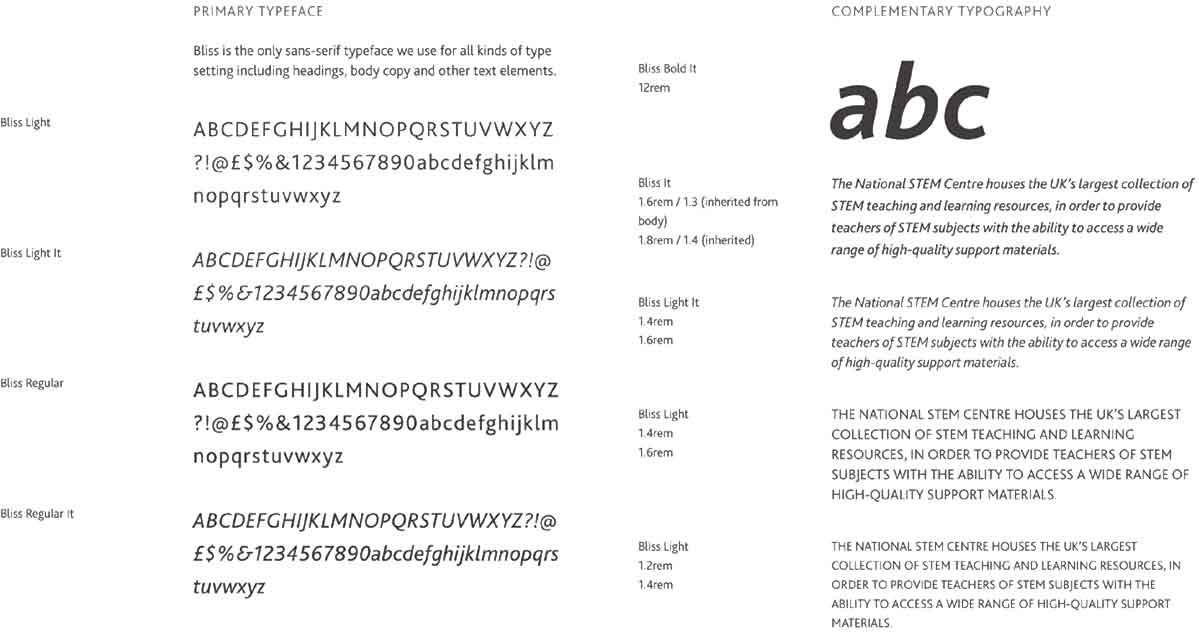 PRIMARY TYPEFACE
Bliss is the only sans-serif typeface we use for all kinds of type
setting including headings, body copy and other text elements.
Bliss Light
ABCDEFGHIJKLMNOPQRSTUVWXYZ
?!@£$%&1234567890abcdefghijklm
nopqrstuvwxyz
Bliss Light It
ABCDEFGHIJKLMNOPQRSTUVWXYZ?!@
£$%&1234567890abcdefghijklmnopqrs
tuvwxyz
Bliss Regular
ABCDEFGHIJKLMNOPQRSTUVWXYZ
?!@£$%&1234567890abcdefghijklm
nopqrstuvwxyz
Bliss Regular It
ABCDEFGHIJKLMNOPQRSTUVWXYZ?!@
£$%&1234567890abcdefghijklmnopqrs
tuvwxyz
COMPLEMENTARY TYPOGRAPHY
Bliss Bold It
12rem
abc
Bliss It
1.6rem / 1.3 (inherited from
body)
1.8rem / 1.4 (inherited)
The National STEM Centre houses the UK's largest collection of
STEM teaching and learning resources, in order to provide
teachers of STEM subjects with the ability to access a wide
range of high-quality support materials.
Bliss Light It
1.4rem
1.6rem
The National STEM Centre houses the UK's largest collection of
STEM teaching and learning resources, in order to provide
teachers of STEM subjects with the ability to access a wide range
of high-quality support materials.
Bliss Light
1.4rem
1.6rem
THE NATIONAL STEM CENTRE HOUSES THE UK'S LARGEST
COLLECTION OF STEM TEACHING AND LEARNING
RESOURCES, IN ORDER TO PROVIDE TEACHERS OF STEM
SUBJECTS WITH THE ABILITY TO ACCESS A WIDE RANGE OF
HIGH-QUALITY SUPPORT MATERIALS.
Bliss Light
1.2rem
1.4rem
THE NATIONAL STEM CENTRE HOUSES THE UK'S LARGEST
COLLECTION OF STEM TEACHING AND LEARNING RESOURCES, IN
ORDER TO PROVIDE TEACHERS OF STEM SUBJECTS WITH THE
ABILITY TO ACCESS A WIDE RANGE OF HIGH-QUALITY SUPPORT
MATERIALS.